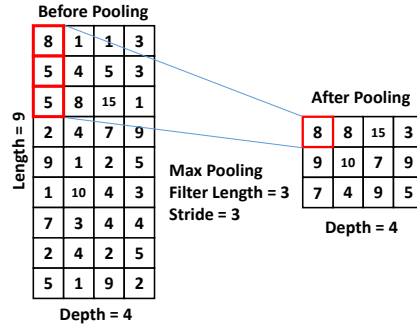 Before Pooling
8 1 1 3
5 4 5 3
5 8 15 1
2 4 7 9
9 1 2 5
1 10 4 3
7 3 4 4
2 4 2 5
5 1 9 2
Length = 9
Depth = 4
Max Pooling
Filter Length = 3
Stride = 3
After Pooling
8 8 15 3
9 10 7 9
7 4 9 5
Depth = 4